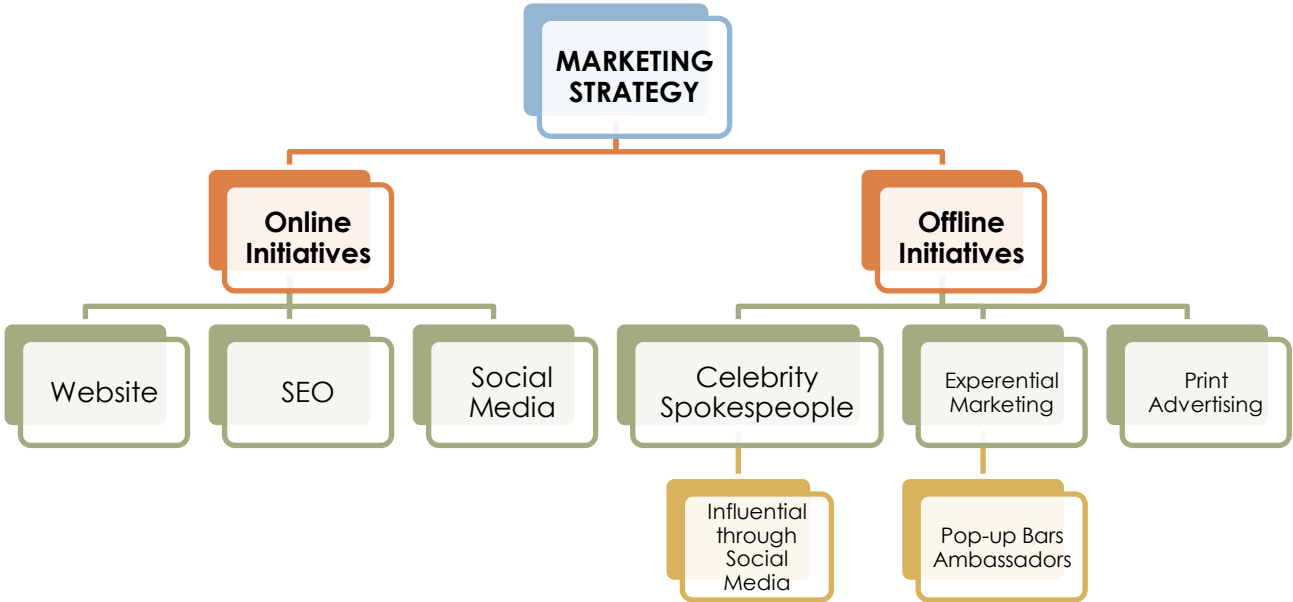 MARKETING
STRATEGY
Online
Initiatives
Offline
Initiatives
Website
SEO
Social
Media
Celebrity
Spokespeople
Experential
Marketing
Print
Advertising
Influential
through
Social
Media
Pop-up Bars
Ambassadors